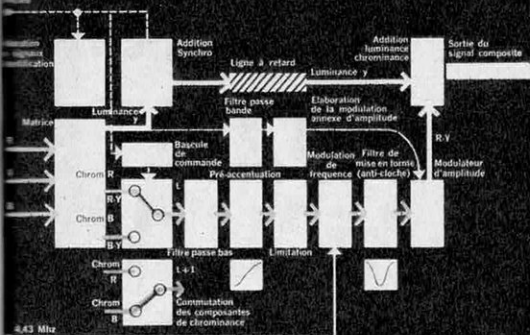 Addition
Synchro
Ligne à retard
Luminance y
Addition
luminance
chrominance
Sortie du
signal composite
Matrice
Luminance
y
Filtre passe
bande
Elaboration
de la modulation
annexe d'amplitude
R-Y
Bascule
de
commande
Pré-accentuation
Modulation
de
fréquence
Filtre de
mise en forme
(anti-cloche)
Modulateur
d'amplitude
Chrom
R
R-Y
t
Chrom
B
B-Y
Filtre passe bas
Limitation
Chrom
R
t+1
Chrom
B
Commutation
des composantes
de chrominance
4,43 Mhz